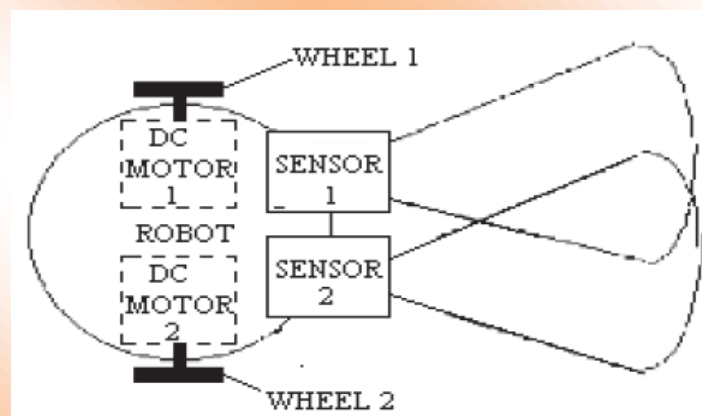 WHEEL 1
DC
MOTOR
1
SENSOR
1
ROBOT
DC
MOTOR
2
SENSOR
2
WHEEL 2